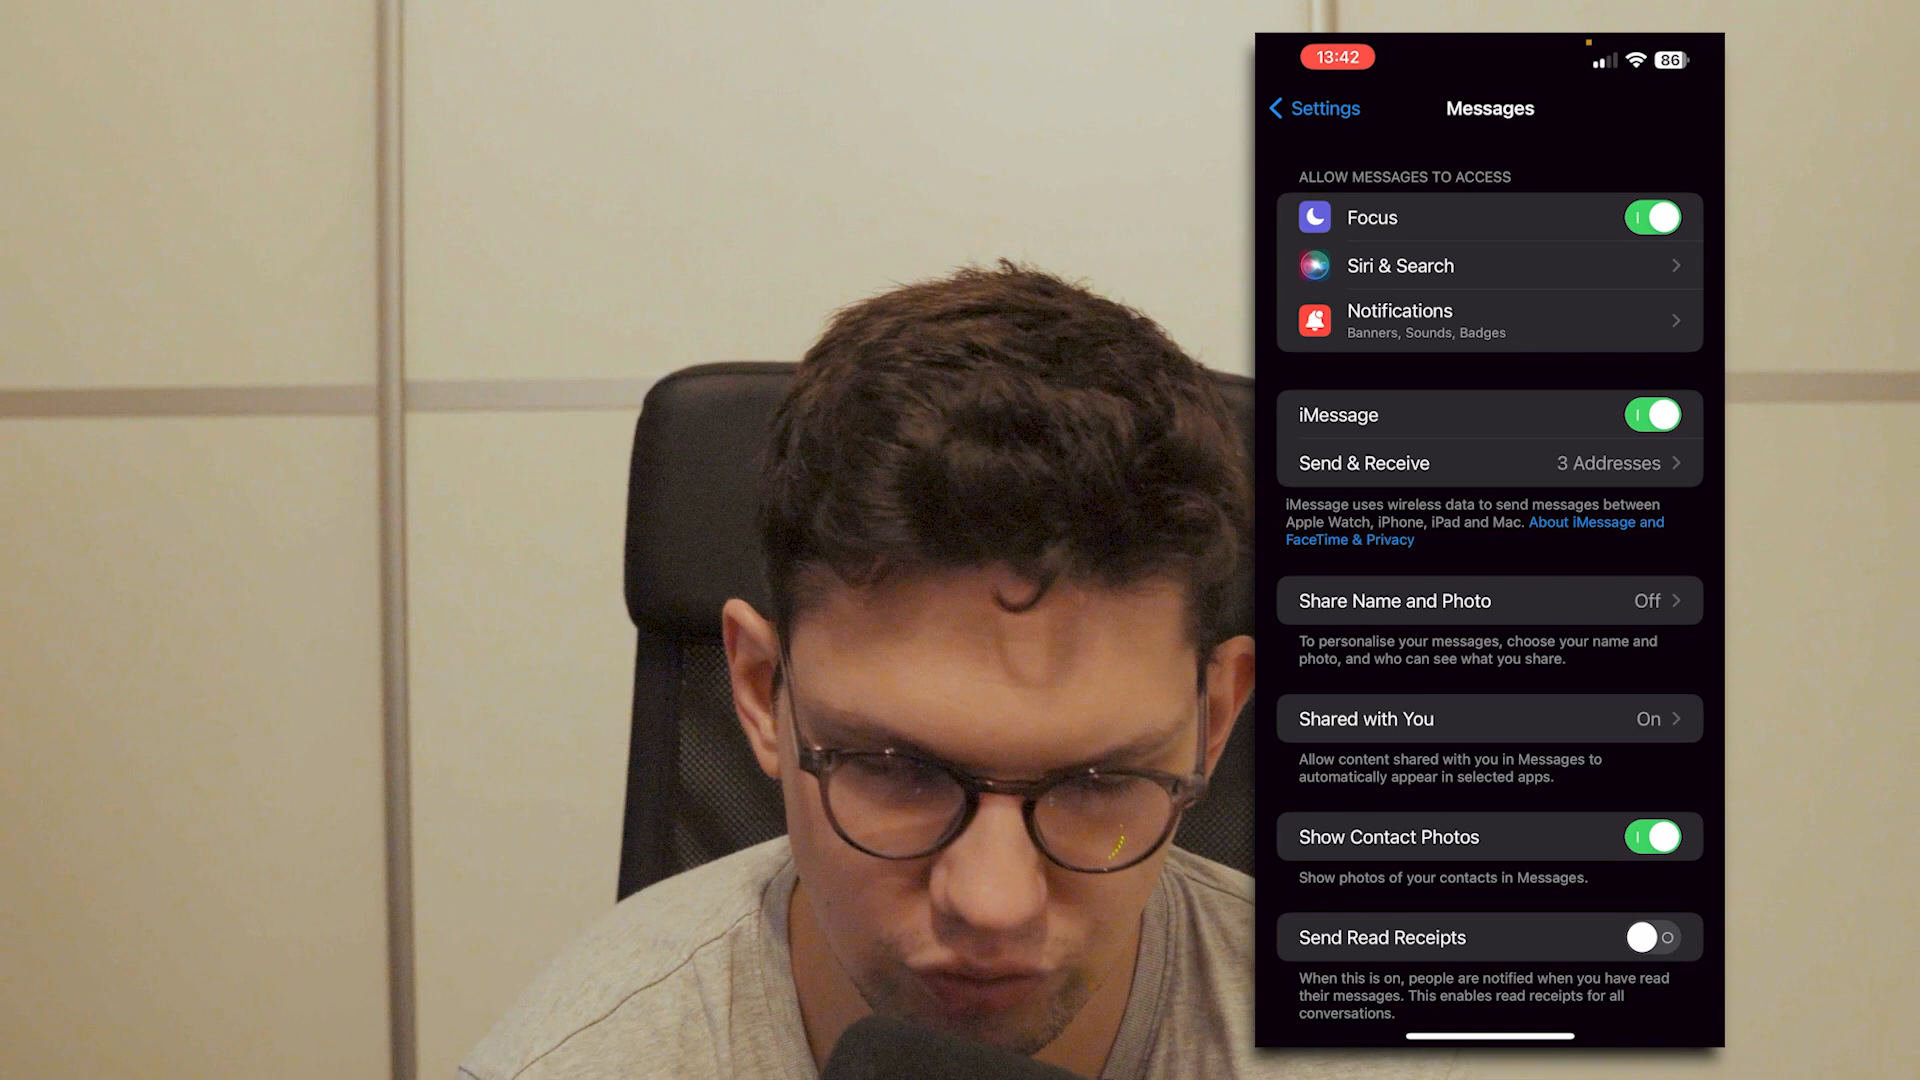 13:42
86
Settings
Messages
ALLOW MESSAGES TO ACCESS
Focus
Siri & Search
Notifications
Banners, Sounds, Badges
iMessage
Send & Receive 3 Addresses
iMessage uses wireless data to send messages between
Apple Watch, iPhone, iPad and Mac. About iMessage and
FaceTime & Privacy
Share Name and Photo Off
To personalise your messages, choose your name and
photo, and who can see what you share.
Shared with You On
Allow content shared with you in Messages to
automatically appear in selected apps.
Show Contact Photos
Show photos of your contacts in Messages.
Send Read Receipts
When this is on, people are notified when you have read
their messages. This enables read receipts for all
conversations.